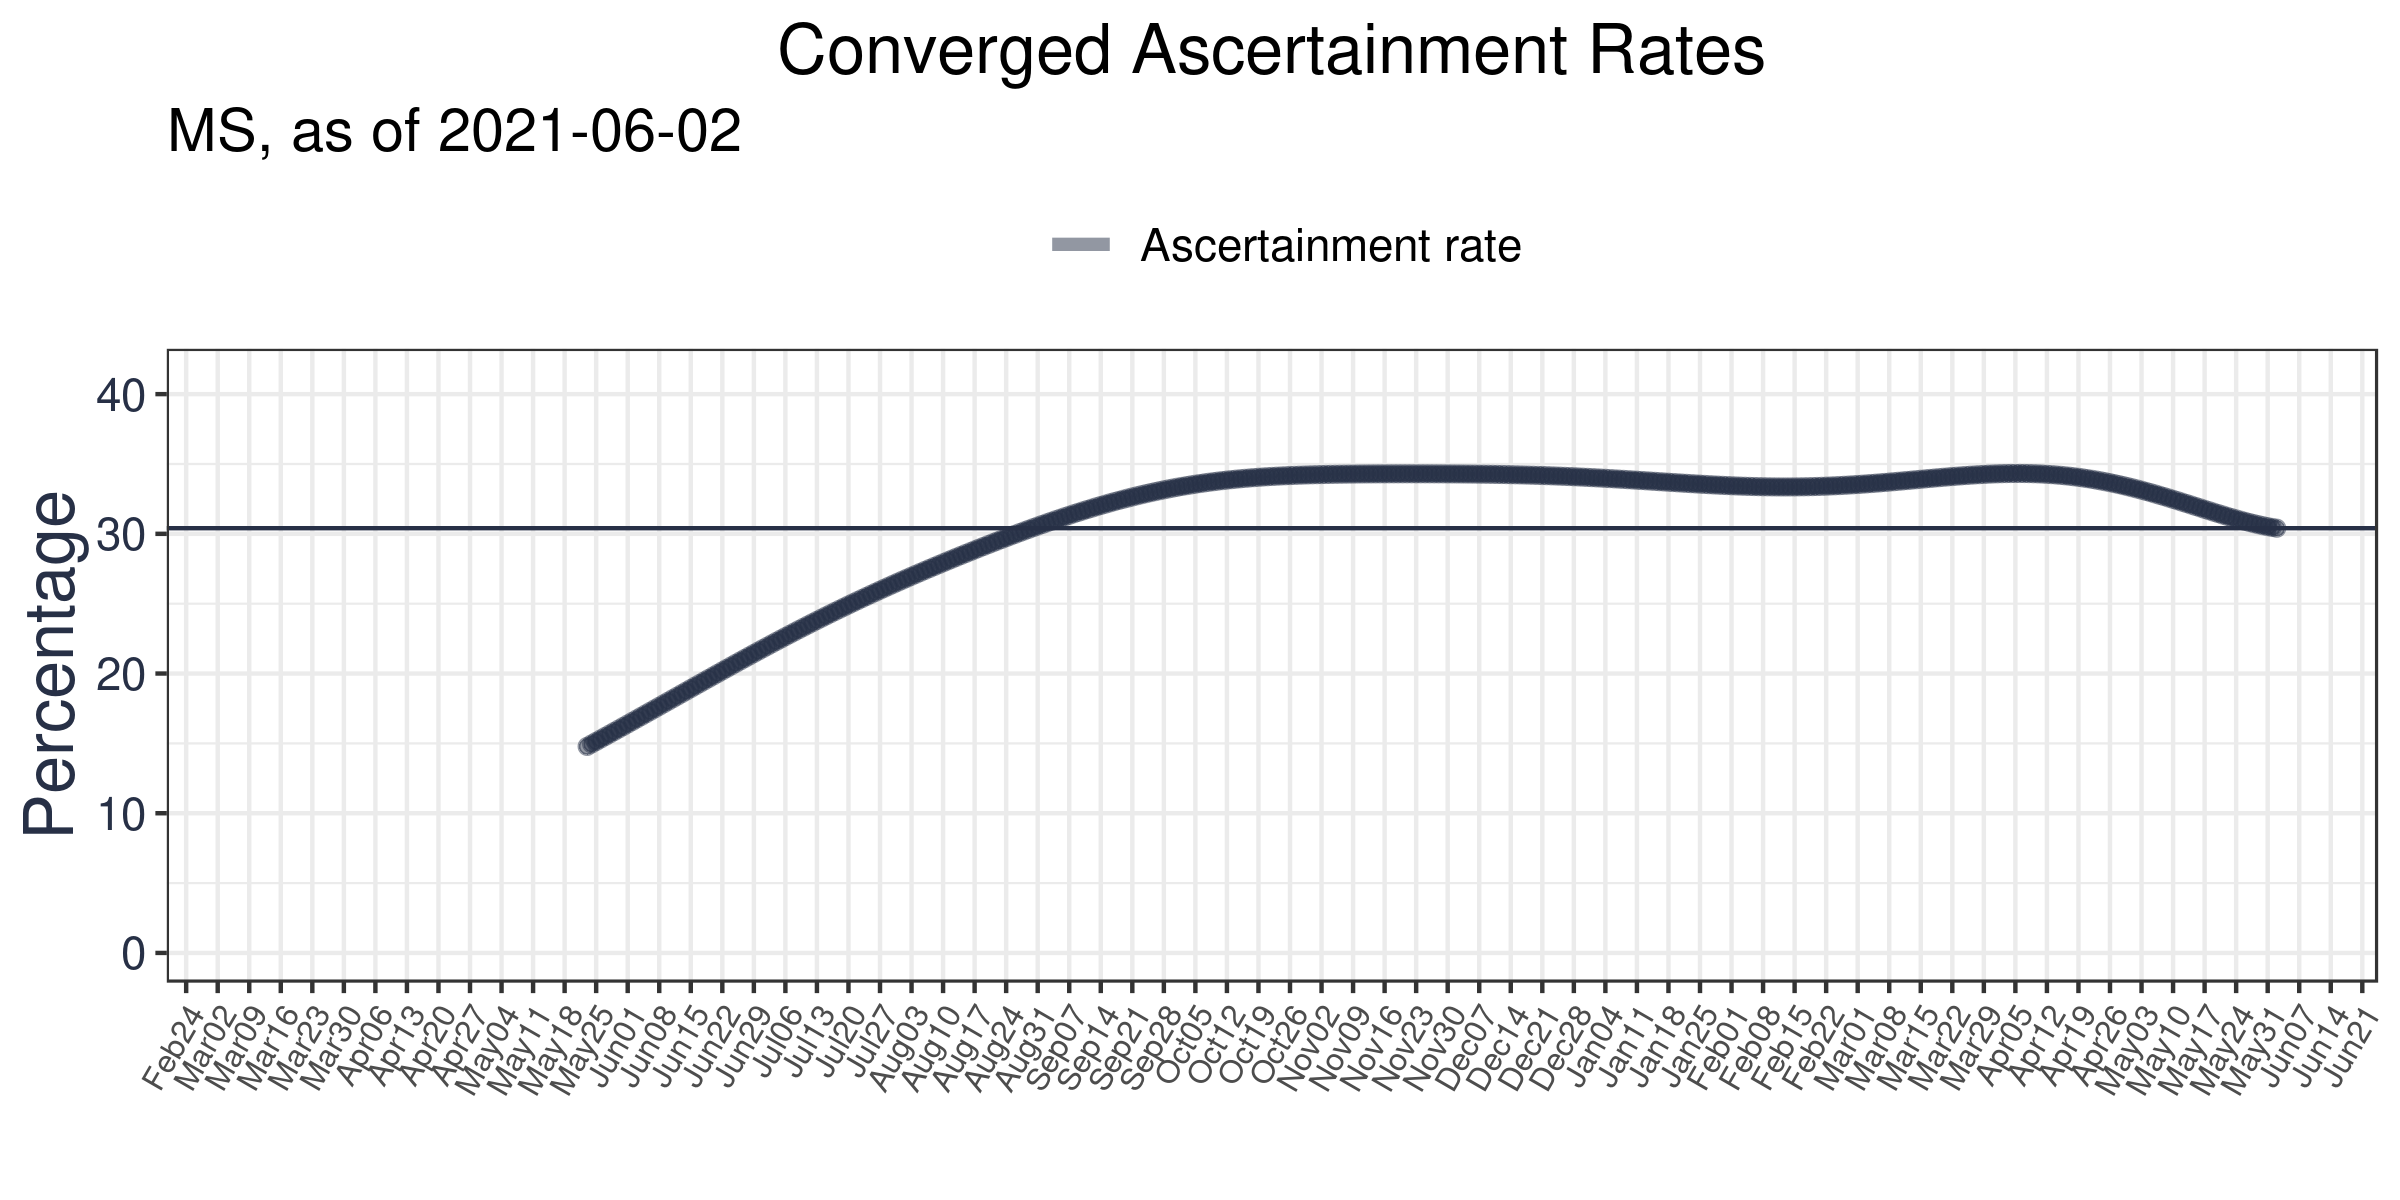 Converged Ascertainment Rates
MS, as of 2021-06-02
Ascertainment rate
Percentage
40
30
20
10
0
Feb24 Mar02 Mar09 Mar16 Mar23 Mar30 Apr06 Apr13 Apr20 Apr27 May04 May11 May18 May25 Jun01 Jun08 Jun15 Jun22 Jun29 Jul06 Jul13 Jul20 Jul27 Aug03 Aug10 Aug17 Aug24 Aug31 Sep07 Sep14 Sep21 Sep28 Oct05 Oct12 Oct19 Oct26 Nov02 Nov09 Nov16 Nov23 Nov30 Dec07 Dec14 Dec21 Dec28 Jan04 Jan11 Jan18 Jan25 Feb01 Feb08 Feb15 Feb22 Mar01 Mar08 Mar15 Mar22 Mar29 Apr05 Apr12 Apr19 Apr26 May03 May10 May17 May24 May31 Jun07 Jun14 Jun21